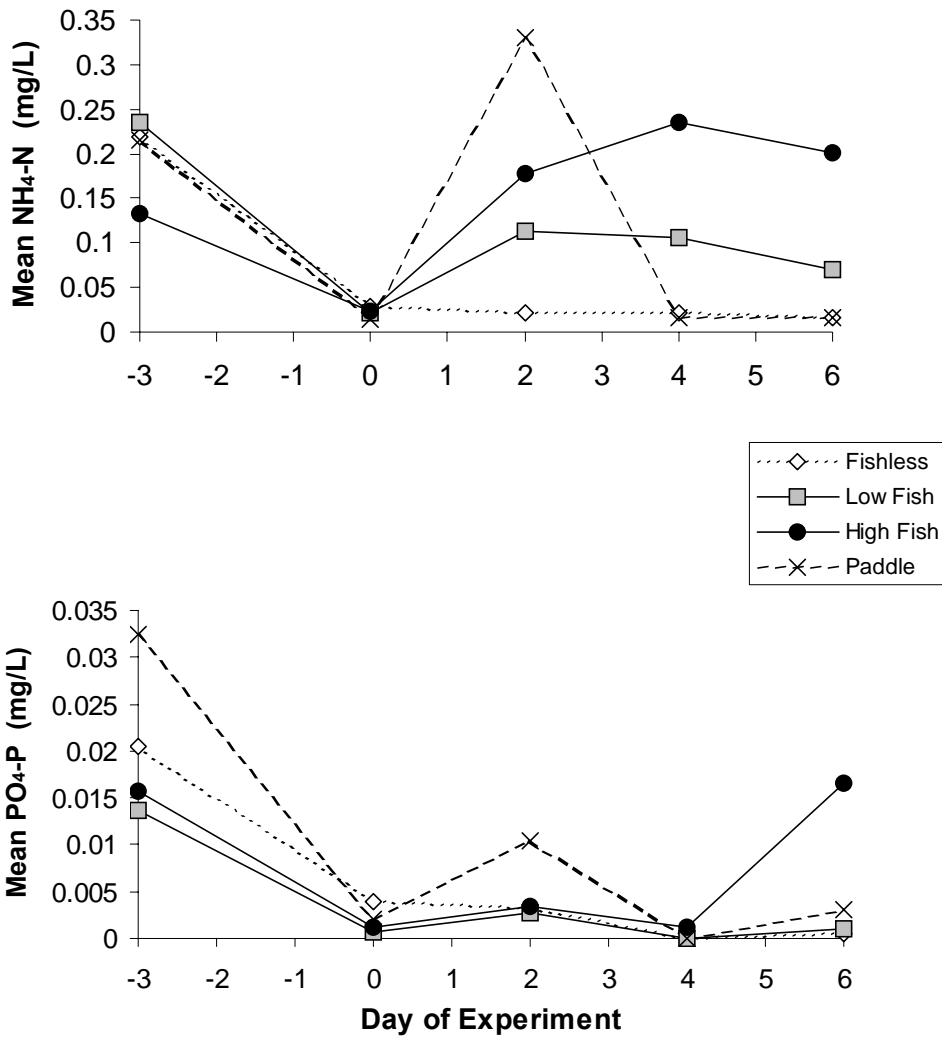 0.35
0.3
0.25
0.2
0.15
0.1
0.05
0
Mean NH4-N (mg/L)
-3 -2 -1 0 1 2 3 4 5 6
Fishless
Low Fish
High Fish
Paddle
0.035
0.03
0.025
0.02
0.015
0.01
0.005
0
Mean PO4-P (mg/L)
-3 -2 -1 0 1 2 3 4 5 6
Day of Experiment